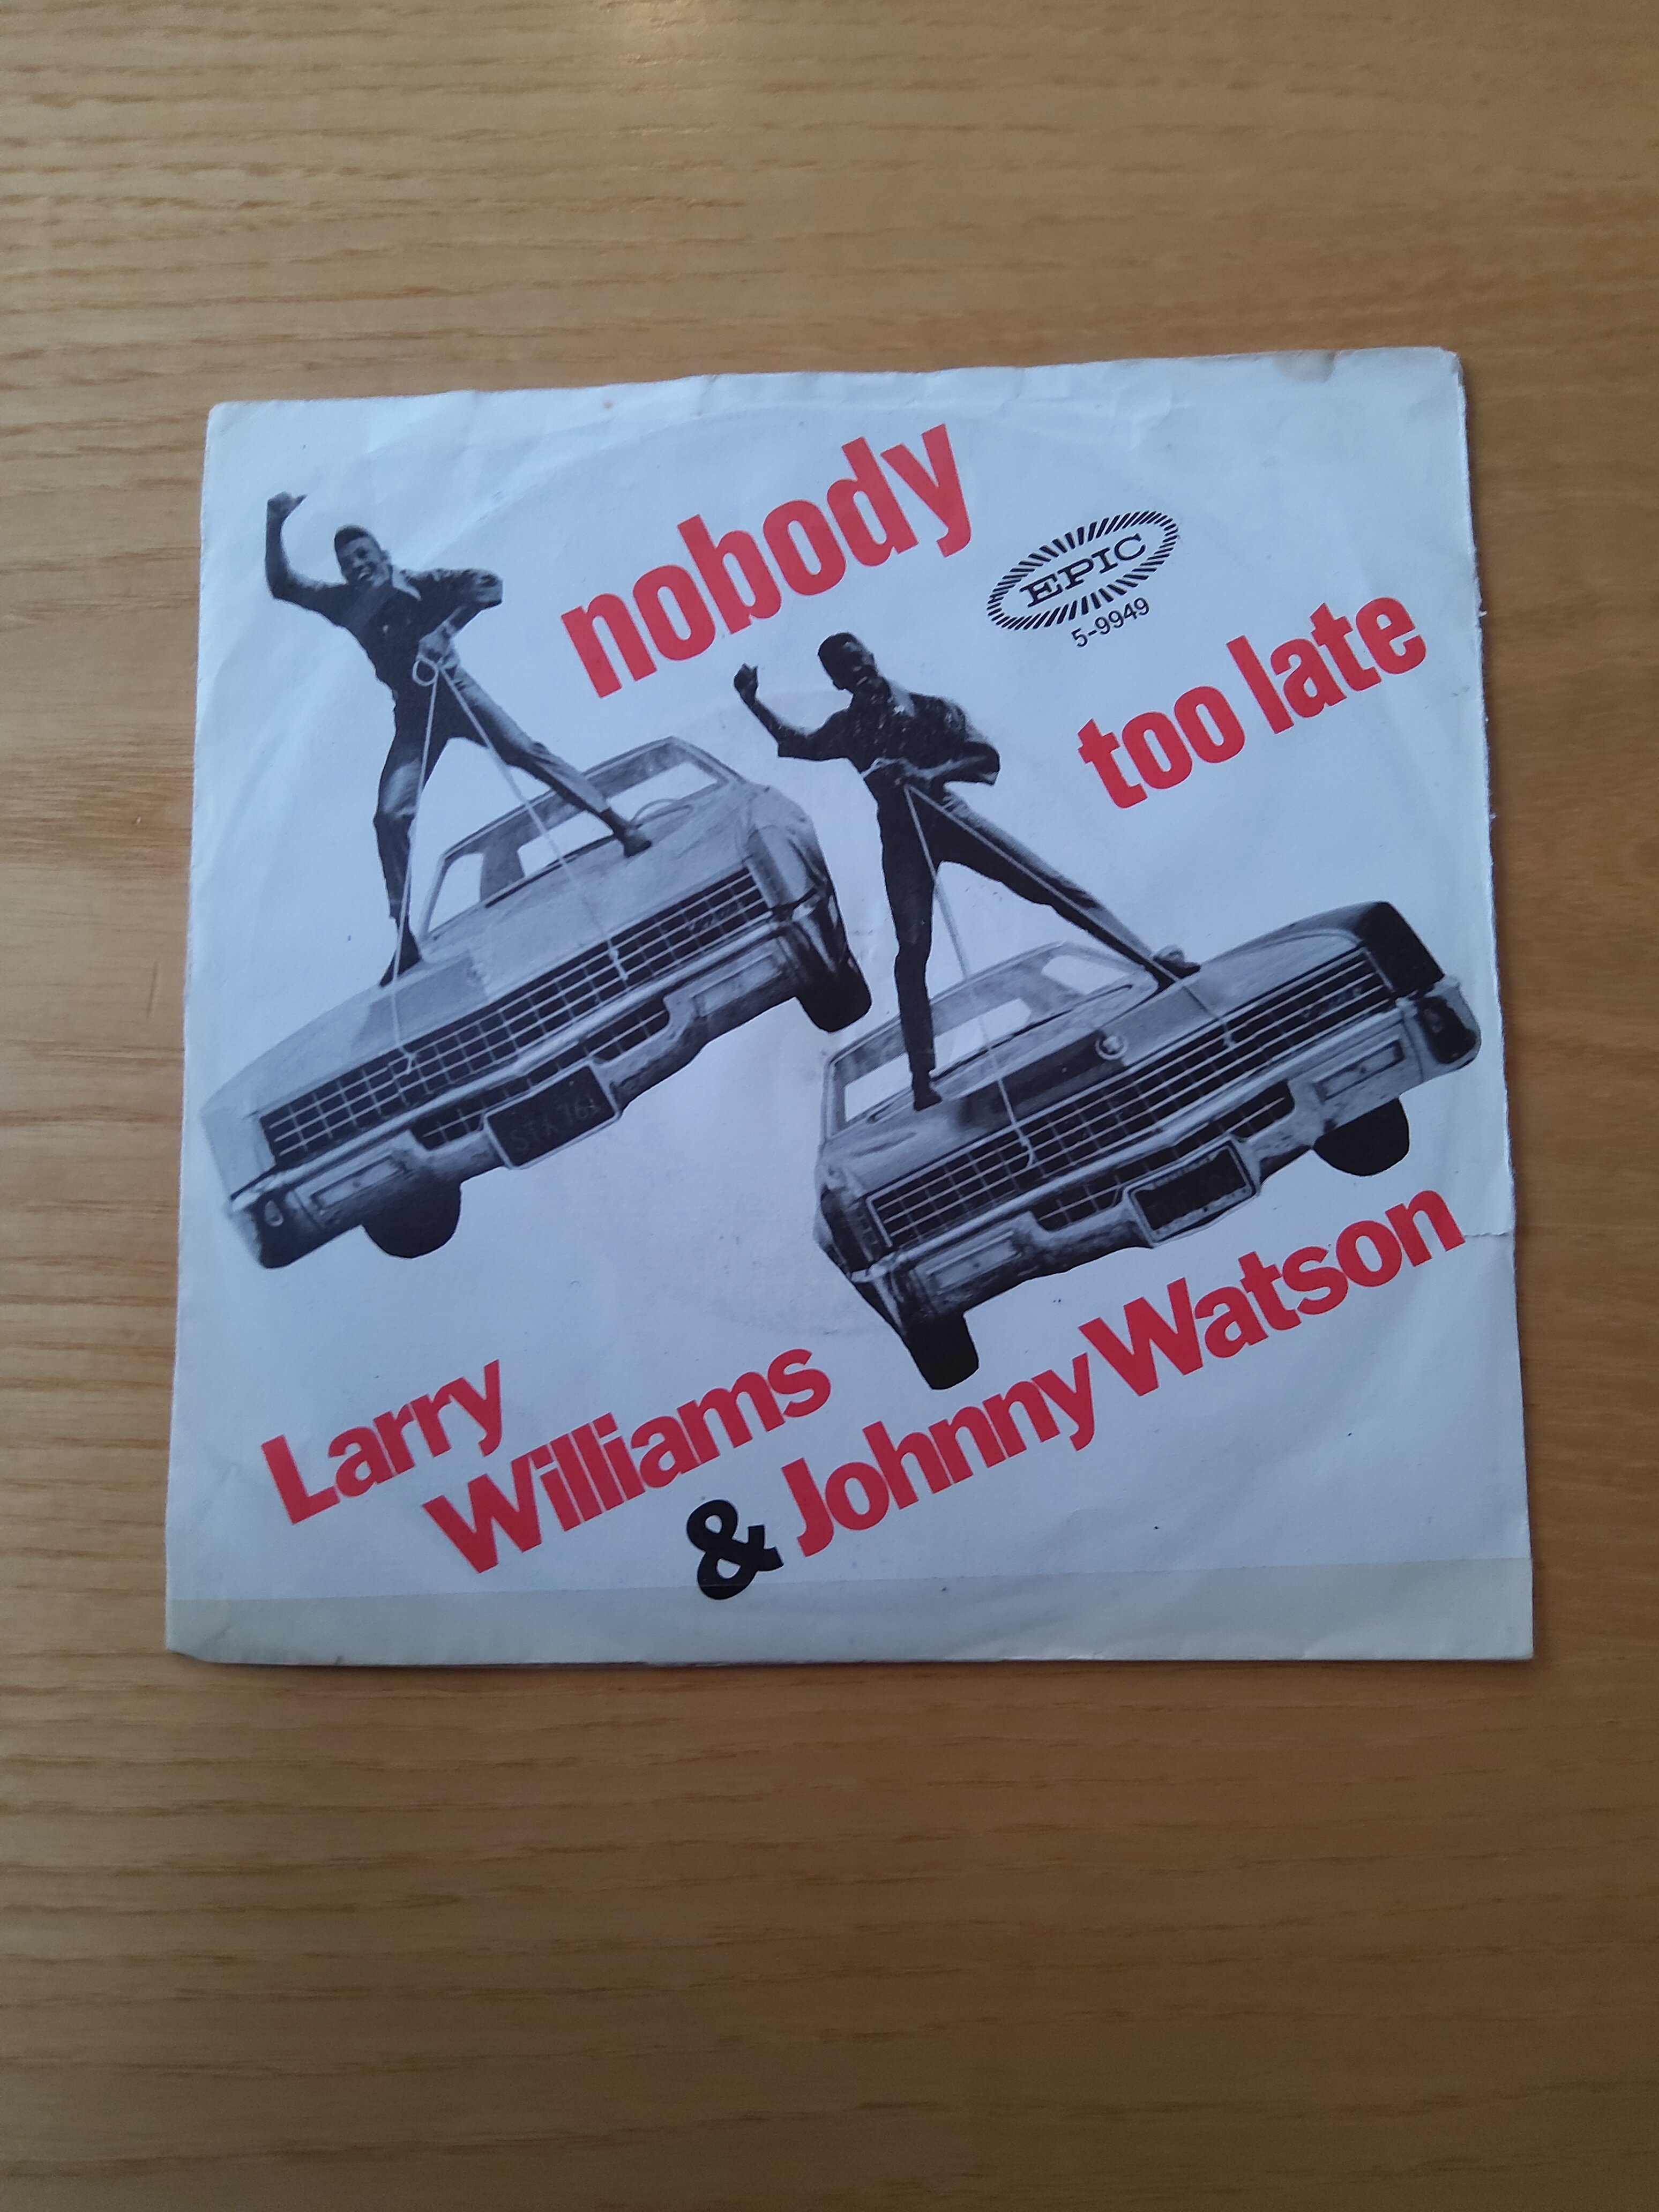 nobody
EPIC
5-9949
too late
Larry
Williams
& Johnny Watson